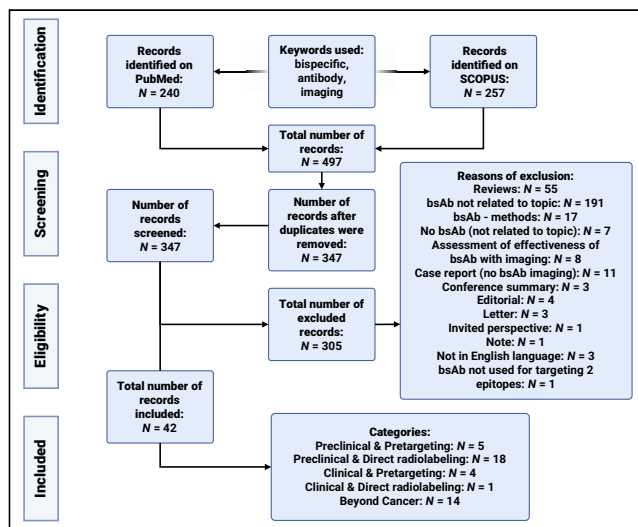 Identification
Records
identified on
PubMed:
N = 240
Keywords used:
bispecific,
antibody,
imaging
Records
identified on
SCOPUS:
N = 257
Total number of
records:
N = 497
Screening
Number of
records
screened:
N = 347
Number of
records after
duplicates were
removed:
N = 347
Reasons of exclusion:
Reviews: N = 55
bsAb not related to topic: N = 191
bsAb - methods: N = 17
No bsAb (not related to topic): N = 7
Assessment of effectiveness of
bsAb with imaging: N = 8
Case report (no bsAb imaging): N = 11
Conference summary: N = 3
Editorial: N = 4
Letter: N = 3
Invited perspective: N = 1
Note: N = 1
Not in English language: N = 3
bsAb not used for targeting 2
epitopes: N = 1
Eligibility
Total number of
excluded
records:
N = 305
Total number of
records
included:
N = 42
Included
Categories:
Preclinical & Pretargeting: N = 5
Preclinical & Direct radiolabeling: N = 18
Clinical & Pretargeting: N = 4
Clinical & Direct radiolabeling: N = 1
Beyond Cancer: N = 14